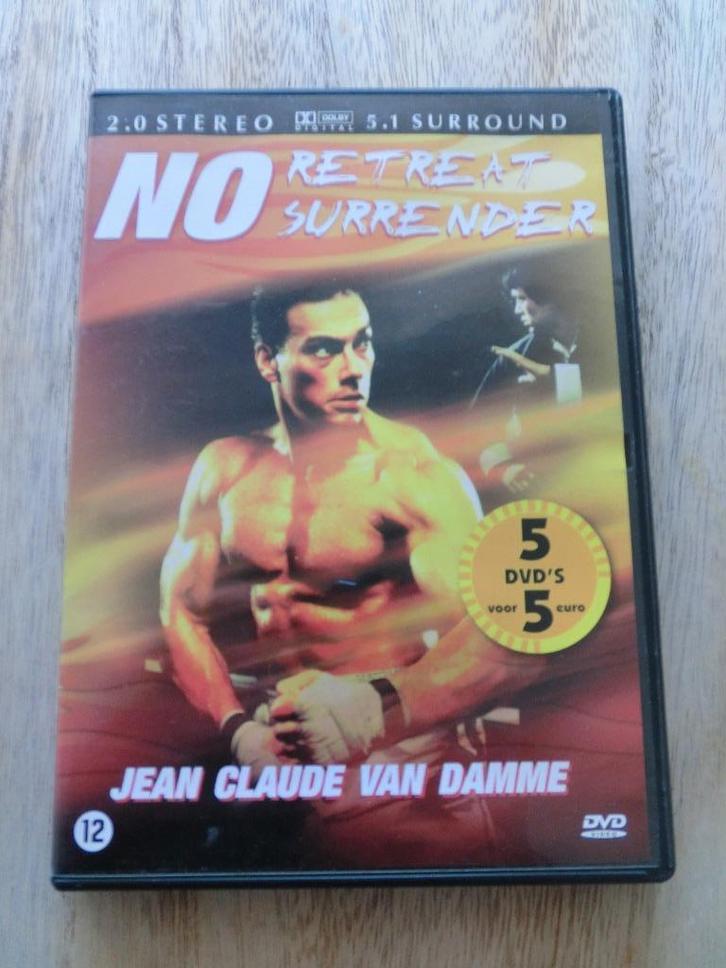 2.0 STEREO DOLBY DIGITAL 5.1 SURROUND
NO RETREAT
SURRENDER
5
DVD'S
voor 5 euro
JEAN CLAUDE VAN DAMME
12
DVD
VIDEO